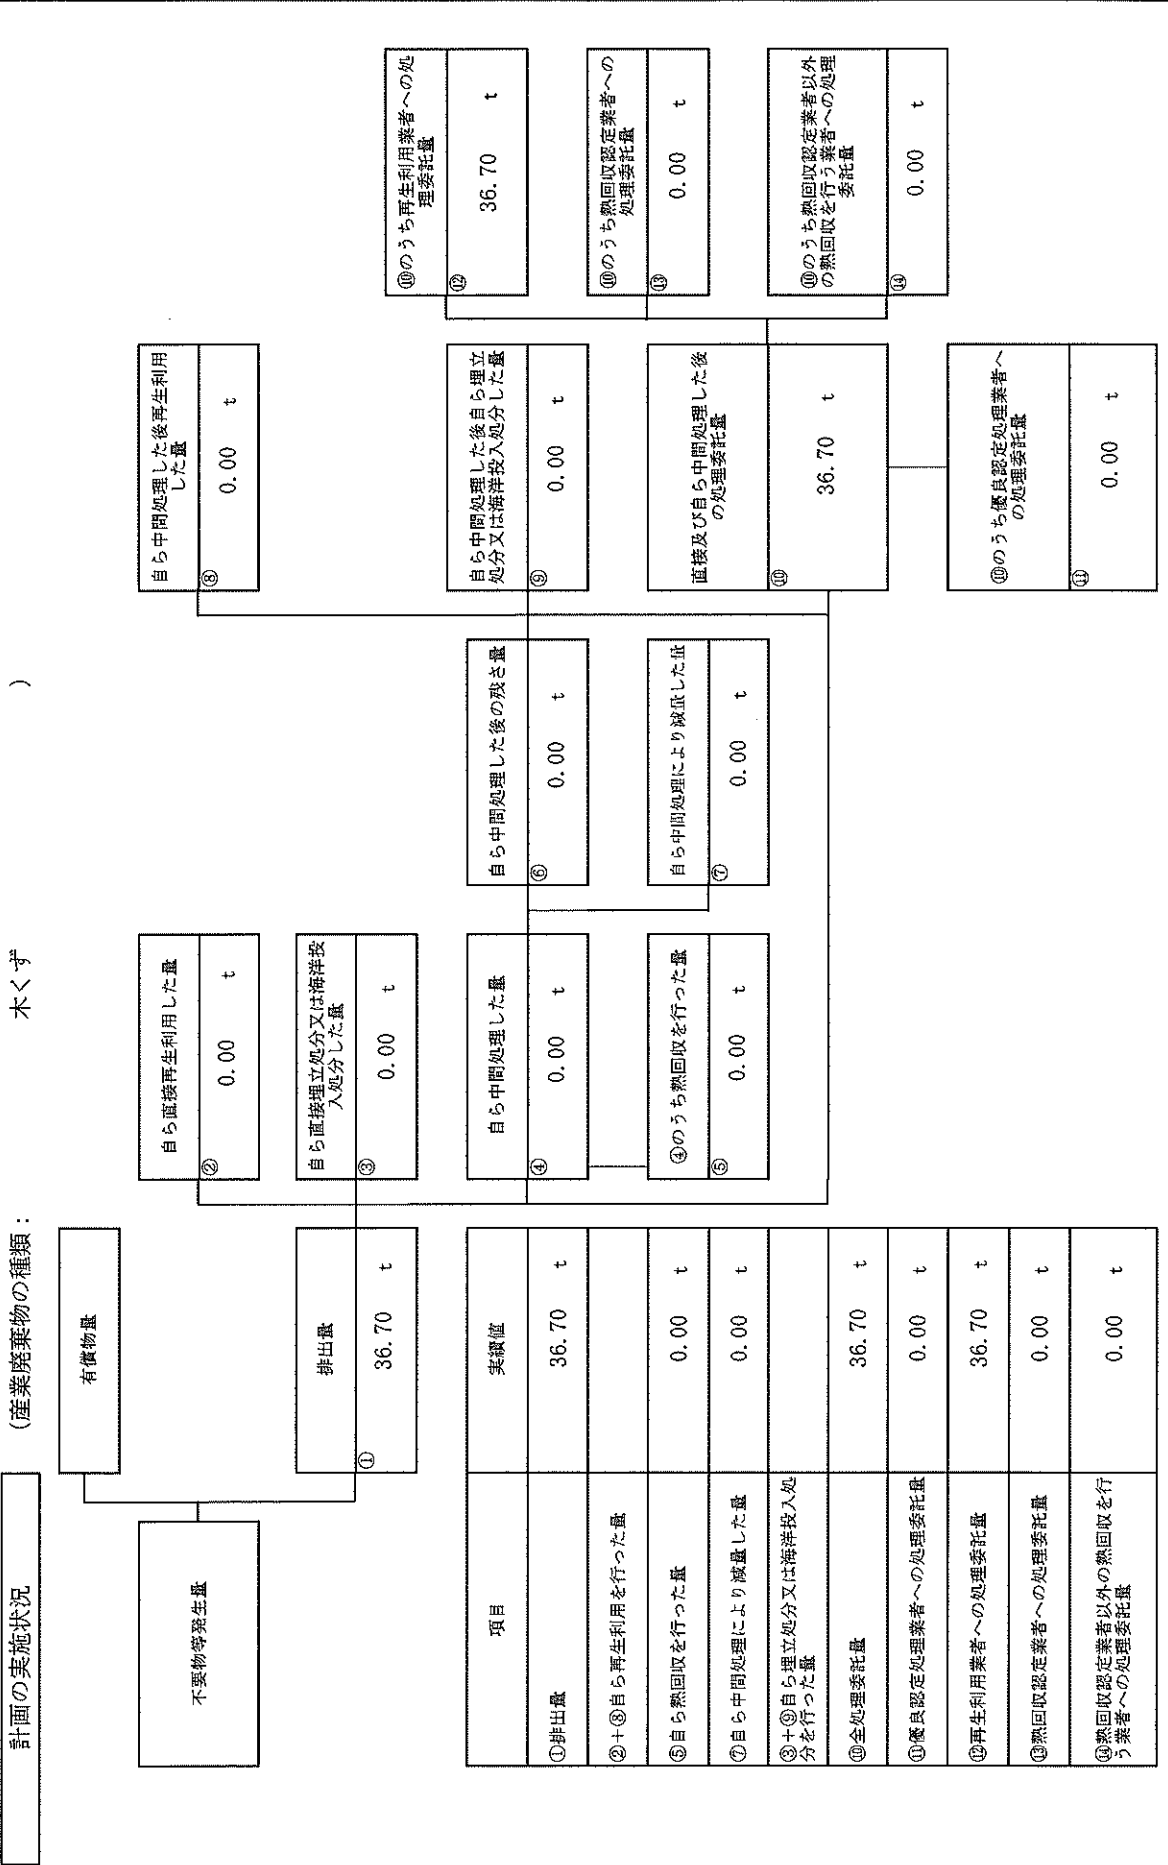 計画の実施状況
(産業廃棄物の種類：
木くず
)
不要物等発生量
有償物量
排出量
①
36.70 t
自ら直接再生利用した量
②
0.00 t
自ら直接埋立処分又は海洋投
入処分した量
③
0.00 t
自ら中間処理した量
④
0.00 t
④のうち熱回収を行った量
⑤
0.00 t
自ら中間処理した後の残さ量
⑥
0.00 t
自ら中間処理により減量した量
⑦
0.00 t
自ら中間処理した後再生利用
した量
⑧
0.00 t
自ら中間処理した後自ら埋立
処分又は海洋投入処分した量
⑨
0.00 t
直接及び自ら中間処理した後
の処理委託量
⑩
36.70 t
⑩のうち優良認定処理業者へ
の処理委託量
⑪
0.00 t
⑩のうち再生利用業者への処
理委託量
⑫
36.70 t
⑩のうち熱回収認定業者への
処理委託量
⑬
0.00 t
⑩のうち熱回収認定業者以外
の熱回収を行う業者への処理
委託量
⑭
0.00 t
項目 実績値
①排出量 36.70 t
②＋⑧自ら再生利用を行った量
⑤自ら熱回収を行った量 0.00 t
⑦自ら中間処理により減量した量 0.00 t
③＋⑨自ら埋立処分又は海洋投入処
分を行った量
⑩全処理委託量 36.70 t
⑪優良認定処理業者への処理委託量 0.00 t
⑫再生利用業者への処理委託量 36.70 t
⑬熱回収認定業者への処理委託量 0.00 t
⑭熱回収認定業者以外の熱回収を行
う業者への処理委託量 0.00 t